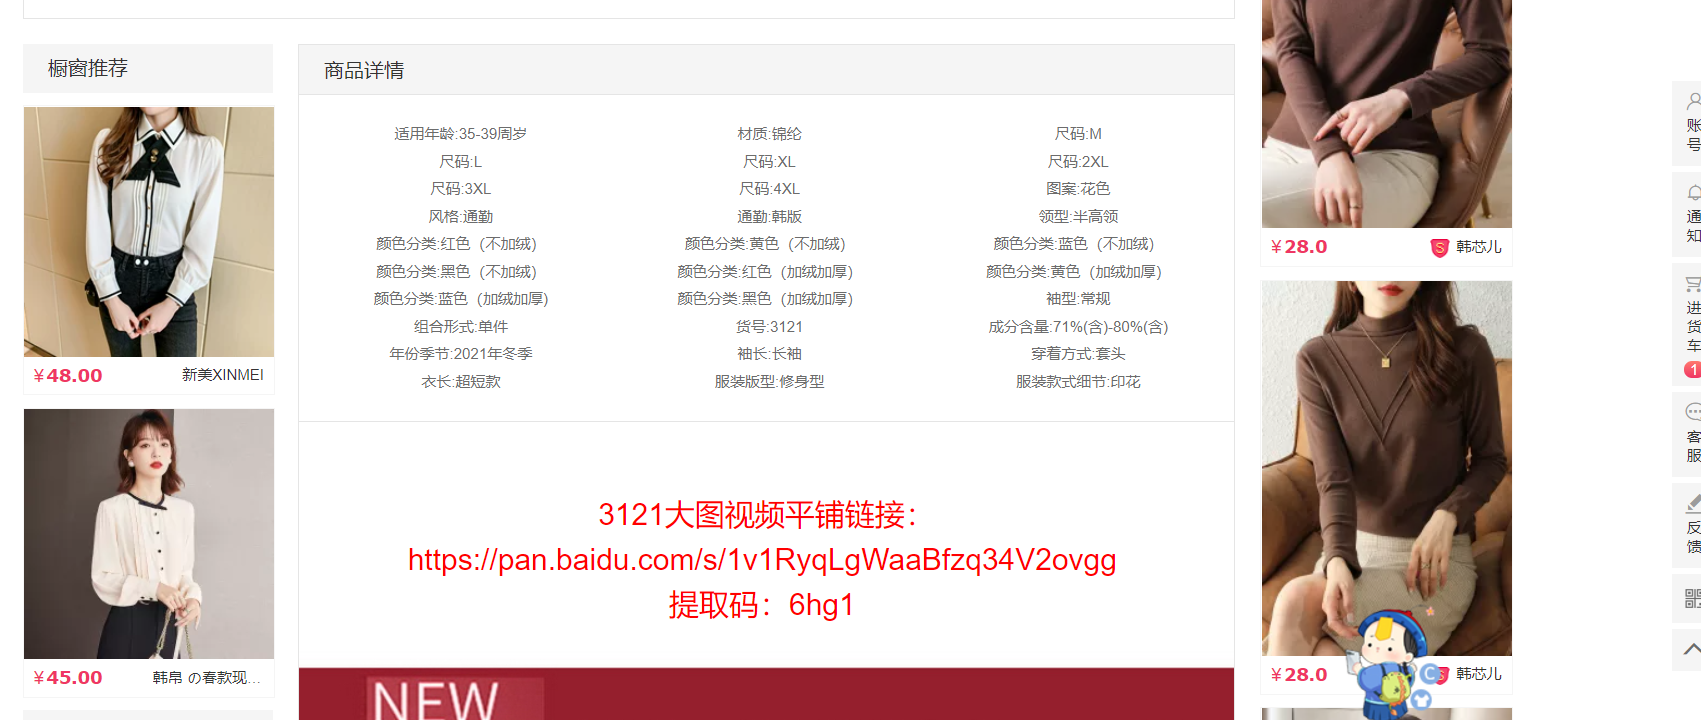 橱窗推荐
¥48.00 新美XINMEI
¥45.00 韩帛 の春款现...
商品详情
适用年龄:35-39周岁 材质:锦纶 尺码:M
尺码:L 尺码:XL 尺码:2XL
尺码:3XL 尺码:4XL 图案:花色
风格:通勤 通勤:韩版 领型:半高领
颜色分类:红色（不加绒） 颜色分类:黄色（不加绒） 颜色分类:蓝色（不加绒）
颜色分类:黑色（不加绒） 颜色分类:红色（加绒加厚） 颜色分类:黄色（加绒加厚）
颜色分类:蓝色（加绒加厚） 颜色分类:黑色（加绒加厚） 袖型:常规
组合形式:单件 货号:3121 成分含量:71%(含)-80%(含)
年份季节:2021年冬季 袖长:长袖 穿着方式:套头
衣长:超短款 服装版型:修身型 服装款式细节:印花
3121大图视频平铺链接：
https://pan.baidu.com/s/1v1RyqLgWaaBfzq34V2ovgg
提取码：6hg1
NEW
¥28.0 韩芯儿
¥28.0 韩芯儿
账
号
通
知
进
货
车
1
客
服
反
馈